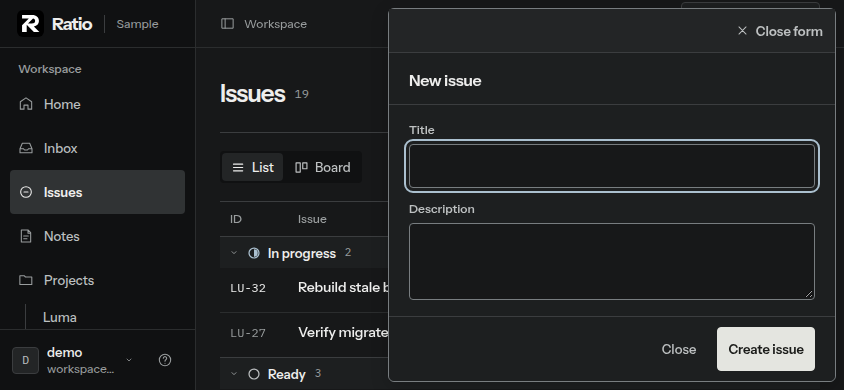 Ratio
Sample
Workspace
Home
Inbox
Issues
Notes
Projects
Luma
D
demo
workspace...
Workspace
Issues 19
List
Board
ID Issue
In progress 2
LU-32 Rebuild stale
LU-27 Verify migrate
Ready 3
Close form
New issue
Title
Description
Close
Create issue